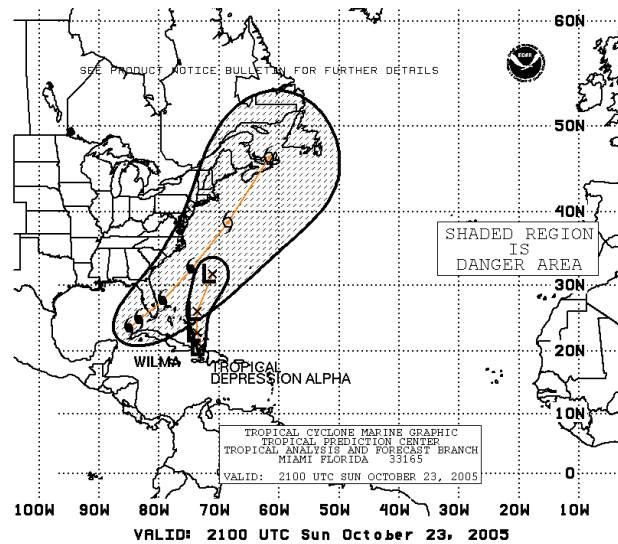 60N
SEE PRODUCT NOTICE BULLETIN FOR FURTHER DETAILS
50N
40N
SHADED REGION
IS
DANGER AREA
30N
L
WILMA
TROPICAL
DEPRESSION ALPHA
20N
10N
TROPICAL CYCLONE MARINE GRAPHIC
TROPICAL PREDICTION CENTER
TROPICAL ANALYSIS AND FORECAST BRANCH
MIAMI FLORIDA 33165
VALID: 2100 UTC SUN OCTOBER 23, 2005
0
100W 90W 80W 70W 60W 50W 40W 30W 20W 10W
VALID: 2100 UTC Sun October 23, 2005